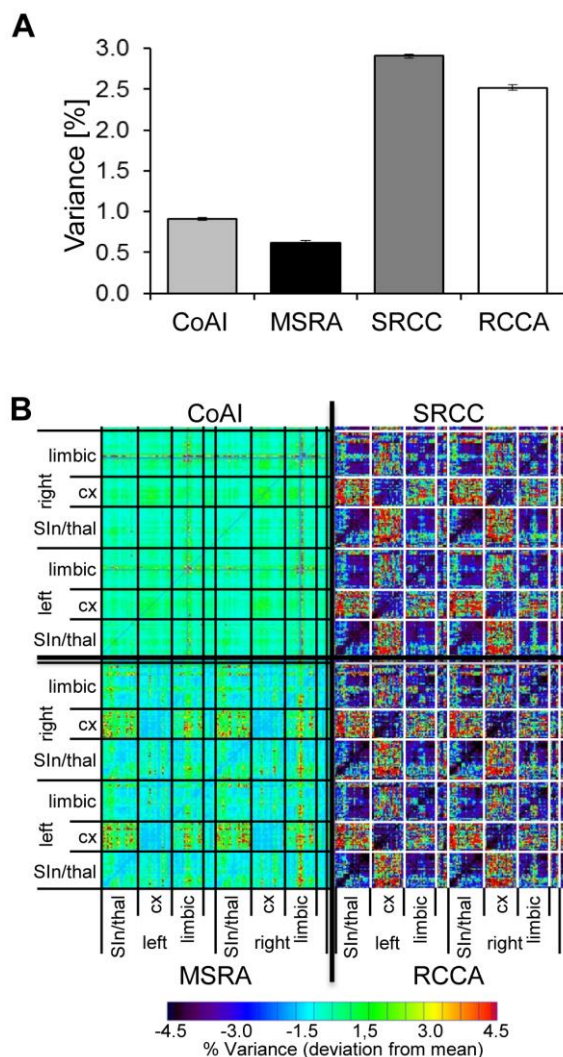 A
Variance [%]
3.0
2.5
2.0
1.5
1.0
0.5
0.0
CoAI MSRA SRCC RCCA
B
CoAI SRCC
right
limbic
cx
SIn/thal
left
limbic
cx
SIn/thal
right
limbic
cx
SIn/thal
left
limbic
cx
SIn/thal
SIn/thal cx limbic SIn/thal cx limbic SIn/thal cx limbic SIn/thal cx limbic
left right left right
MSRA RCCA
-4.5 -3.0 -1.5 1,5 3.0 4.5
% Variance (deviation from mean)